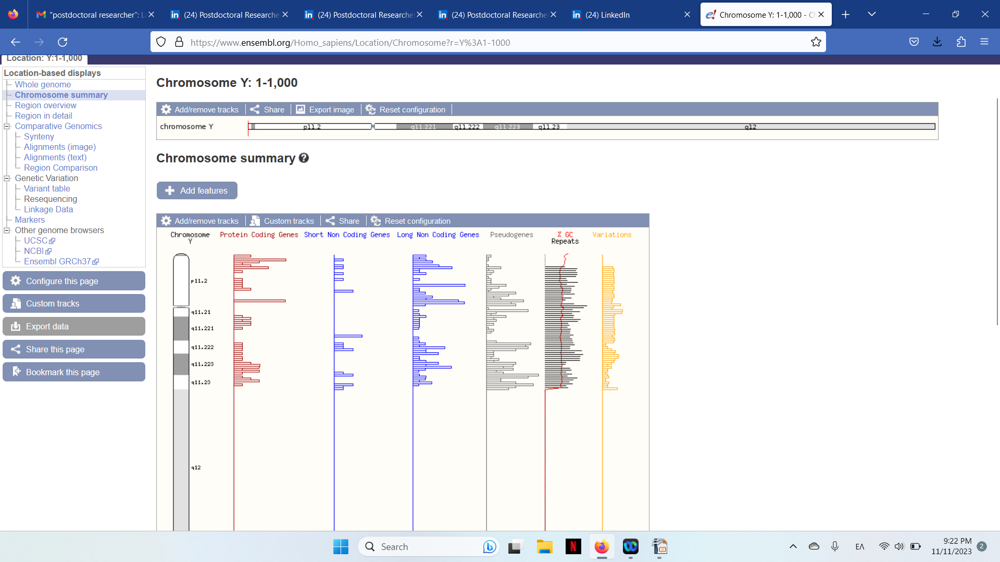 "postdoctoral researcher": L
(24) Postdoctoral Researche
(24) Postdoctoral Researche
(24) Postdoctoral Researche
(24) LinkedIn
Chromosome Y: 1-1,000 - C
https://www.ensembl.org/Homo_sapiens/Location/Chromosome?r=Y%3A1-1000
Location: Y:1-1,000
Location-based displays
Whole genome
Chromosome summary
Region overview
Region in detail
Comparative Genomics
Synteny
Alignments (image)
Alignments (text)
Region Comparison
Genetic Variation
Variant table
Resequencing
Linkage Data
Markers
Other genome browsers
UCSC
NCBI
Ensembl GRCh37
Configure this page
Custom tracks
Export data
Share this page
Bookmark this page
Chromosome Y: 1-1,000
Add/remove tracks Share Export image Reset configuration
chromosome Y p11.2 q11.221 q11.222 q11.223 q11.23 q12
Chromosome summary ?
Add features
Add/remove tracks Custom tracks Share Reset configuration
Chromosome Y
Protein Coding Genes
Short Non Coding Genes
Long Non Coding Genes
Pseudogenes
% GC
Repeats
Variations
p11.2
q11.21
q11.221
q11.222
q11.223
q11.23
q12
Search
ΕΛ
9:22 PM
11/11/2023
2